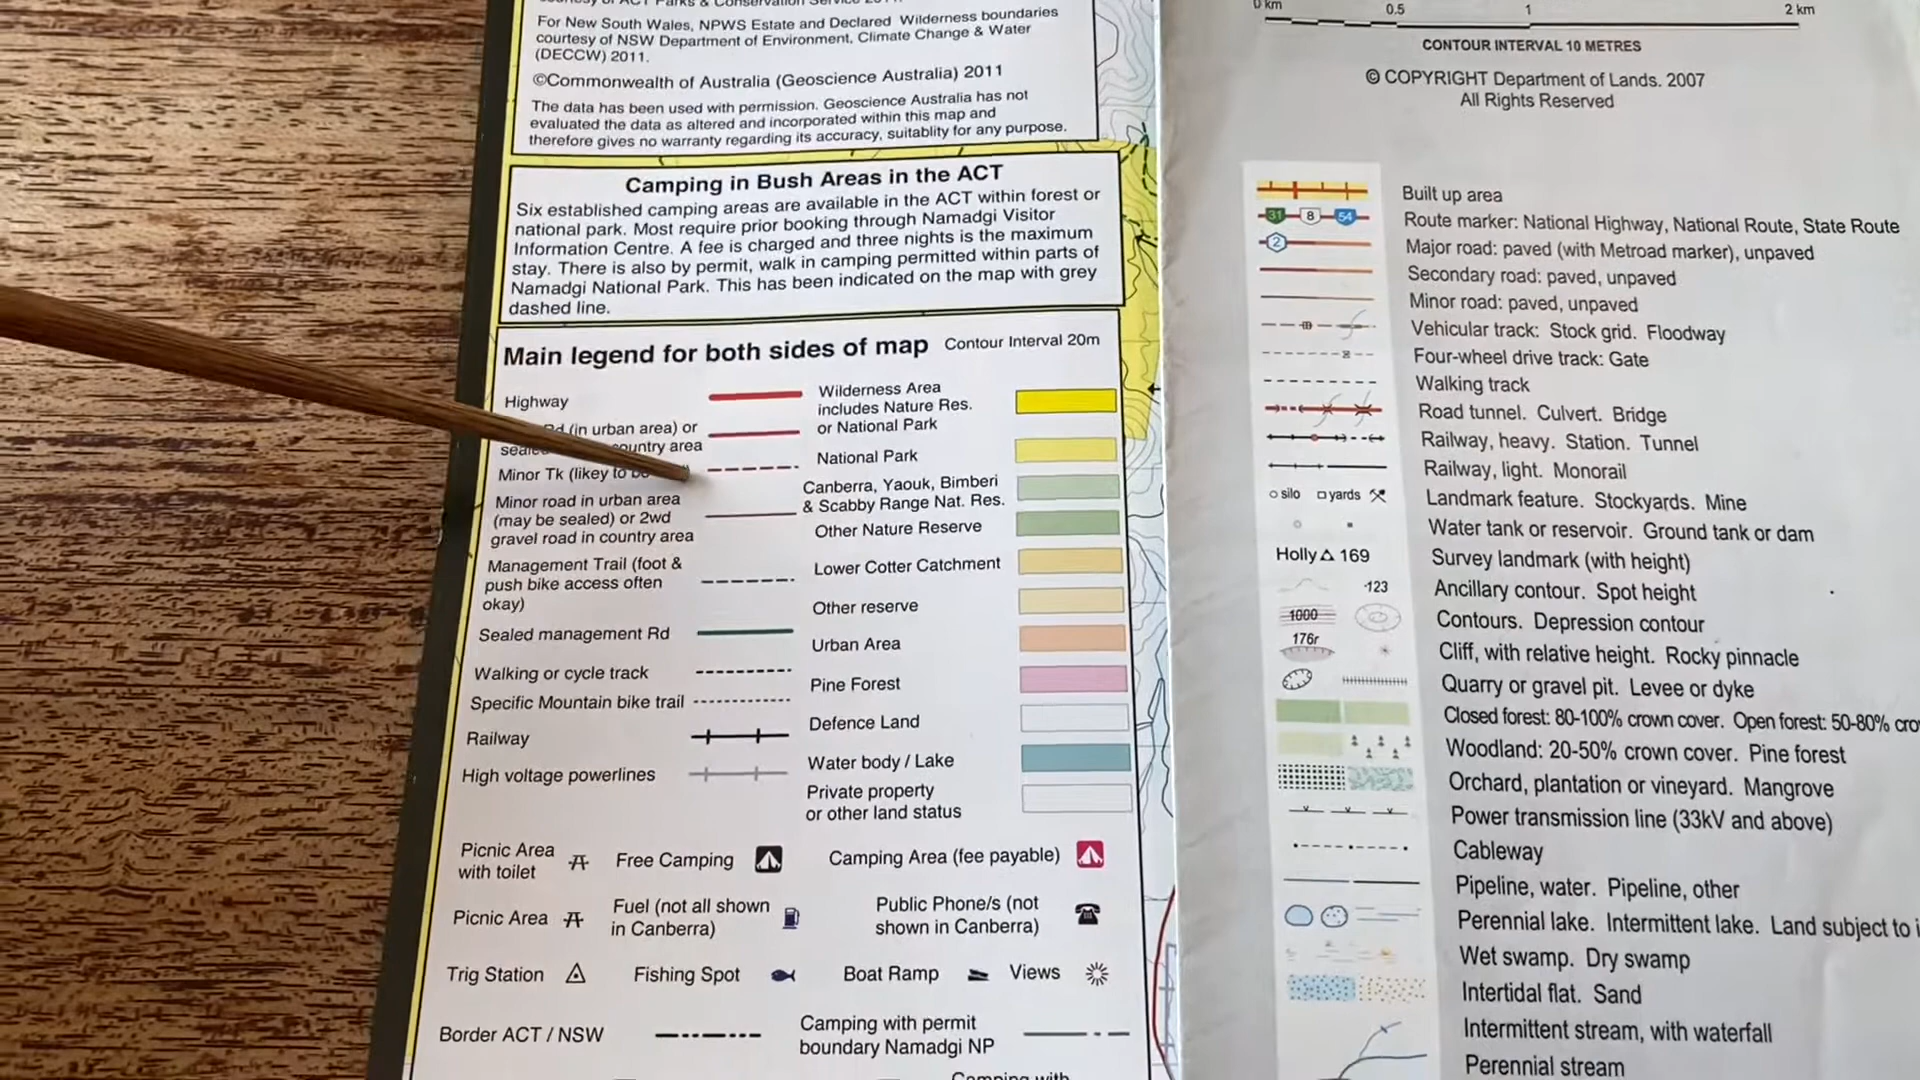 For New South Wales, NPWS Estate and Declared Wilderness boundaries
courtesy of NSW Department of Environment, Climate Change & Water
(DECCW) 2011.
©Commonwealth of Australia (Geoscience Australia) 2011
The data has been used with permission. Geoscience Australia has not
evaluated the data as altered and incorporated within this map and
therefore gives no warranty regarding its accuracy, suitablity for any purpose.
Camping in Bush Areas in the ACT
Six established camping areas are available in the ACT within forest or
national park. Most require prior booking through Namadgi Visitor
Information Centre. A fee is charged and three nights is the maximum
stay. There is also by permit, walk in camping permitted within parts of
Namadgi National Park. This has been indicated on the map with grey
dashed line.
Main legend for both sides of map Contour Interval 20m
Highway
Rd (in urban area) or
country area
Minor Tk (likey to
Minor road in urban area
(may be sealed) or 2wd
gravel road in country area
Management Trail (foot &
push bike access often
okay)
Sealed management Rd
Walking or cycle track
Specific Mountain bike trail
Railway
High voltage powerlines
Wilderness Area
includes Nature Res.
or National Park
National Park
Canberra, Yaouk, Bimberi
& Scabby Range Nat. Res.
Other Nature Reserve
Lower Cotter Catchment
Other reserve
Urban Area
Pine Forest
Defence Land
Water body / Lake
Private property
or other land status
Picnic Area
with toilet
Free Camping
Camping Area (fee payable)
Picnic Area
Fuel (not all shown
in Canberra)
Public Phone/s (not
shown in Canberra)
Trig Station
Fishing Spot
Boat Ramp
Views
Border ACT / NSW
Camping with permit
boundary Namadgi NP
Camping with
0 km 0.5 1 2 km
CONTOUR INTERVAL 10 METRES
© COPYRIGHT Department of Lands. 2007
All Rights Reserved
Built up area
31 8 54 Route marker: National Highway, National Route, State Route
2 Major road: paved (with Metroad marker), unpaved
Secondary road: paved, unpaved
Minor road: paved, unpaved
Vehicular track: Stock grid. Floodway
Four-wheel drive track: Gate
Walking track
Road tunnel. Culvert. Bridge
Railway, heavy. Station. Tunnel
Railway, light. Monorail
silo yards Landmark feature. Stockyards. Mine
Water tank or reservoir. Ground tank or dam
Holly 169 Survey landmark (with height)
·123 Ancillary contour. Spot height
1000 Contours. Depression contour
176r Cliff, with relative height. Rocky pinnacle
Quarry or gravel pit. Levee or dyke
Closed forest: 80-100% crown cover. Open forest: 50-80%
Woodland: 20-50% crown cover. Pine forest
Orchard, plantation or vineyard. Mangrove
Power transmission line (33kV and above)
Cableway
Pipeline, water. Pipeline, other
Perennial lake. Intermittent lake. Land subject to
Wet swamp. Dry swamp
Intertidal flat. Sand
Intermittent stream, with waterfall
Perennial stream